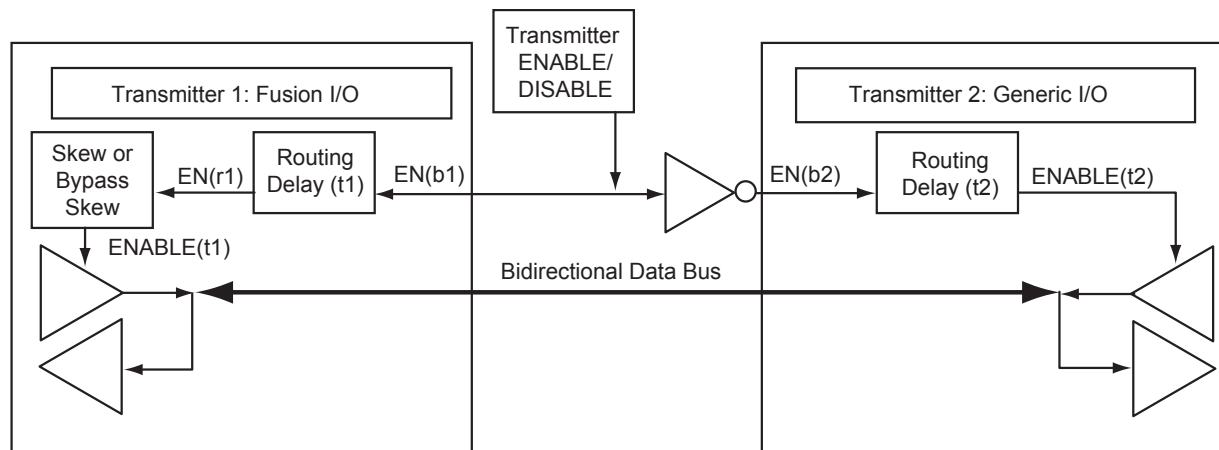 Transmitter
ENABLE/
DISABLE
Transmitter 1: Fusion I/O
Transmitter 2: Generic I/O
Skew or
Bypass
Skew
EN(r1)
Routing
Delay (t1)
EN(b1)
EN(b2)
Routing
Delay (t2)
ENABLE(t2)
ENABLE(t1)
Bidirectional Data Bus